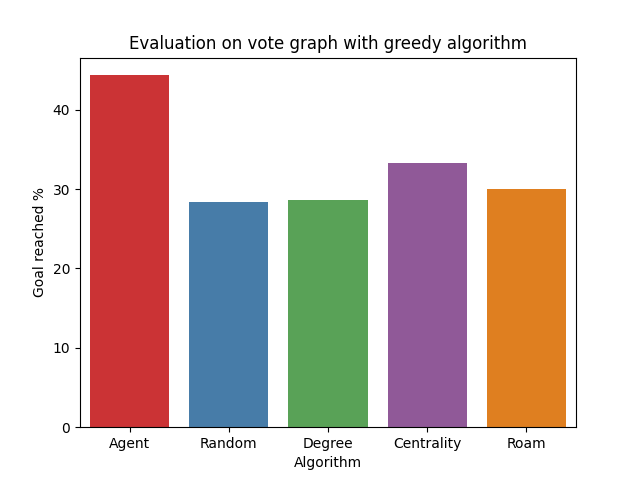 Evaluation on vote graph with greedy algorithm
Goal reached %
40
30
20
10
0
Agent Random Degree Centrality Roam
Algorithm